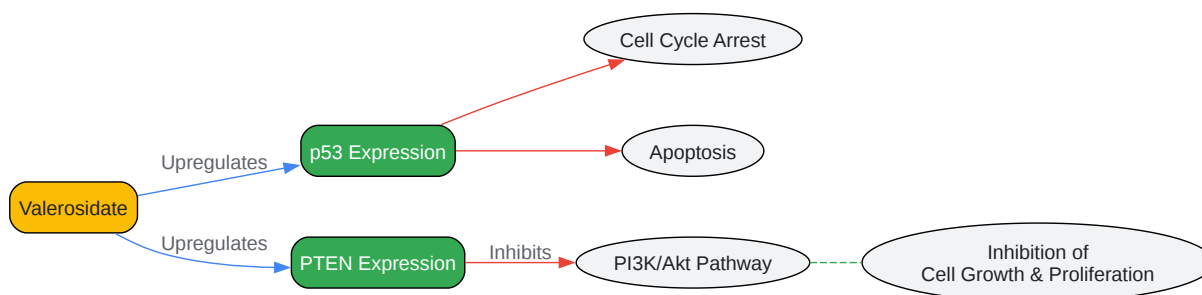 Cell Cycle Arrest
Upregulates
p53 Expression
Apoptosis
Valerosidate
Upregulates
PTEN Expression
Inhibits
PI3K/Akt Pathway
Inhibition of
Cell Growth & Proliferation